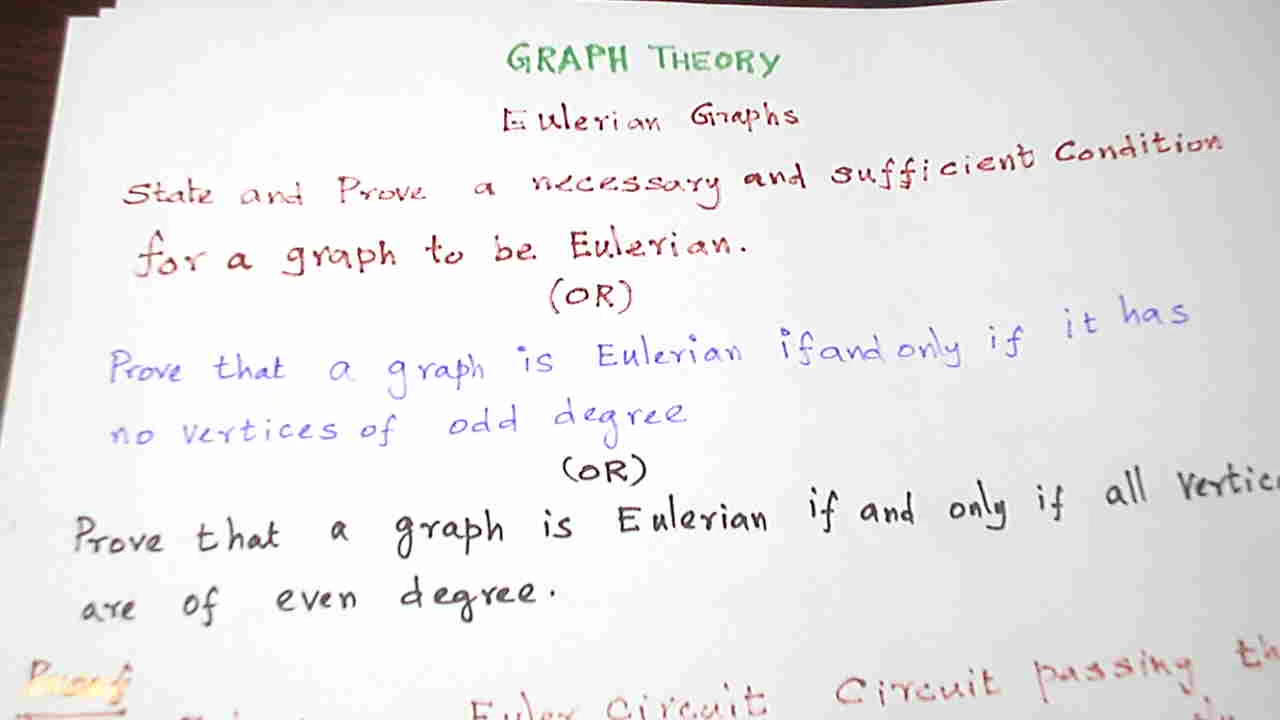 GRAPH THEORY
Eulerian Graphs
State and Prove a necessary and sufficient Condition
for a graph to be Eulerian.
(OR)
Prove that a graph is Eulerian if and only if it has
no vertices of odd degree
(OR)
Prove that a graph is Eulerian if and only if all vertic
are of even degree.
Proof
Euler Circuit Circuit passing th